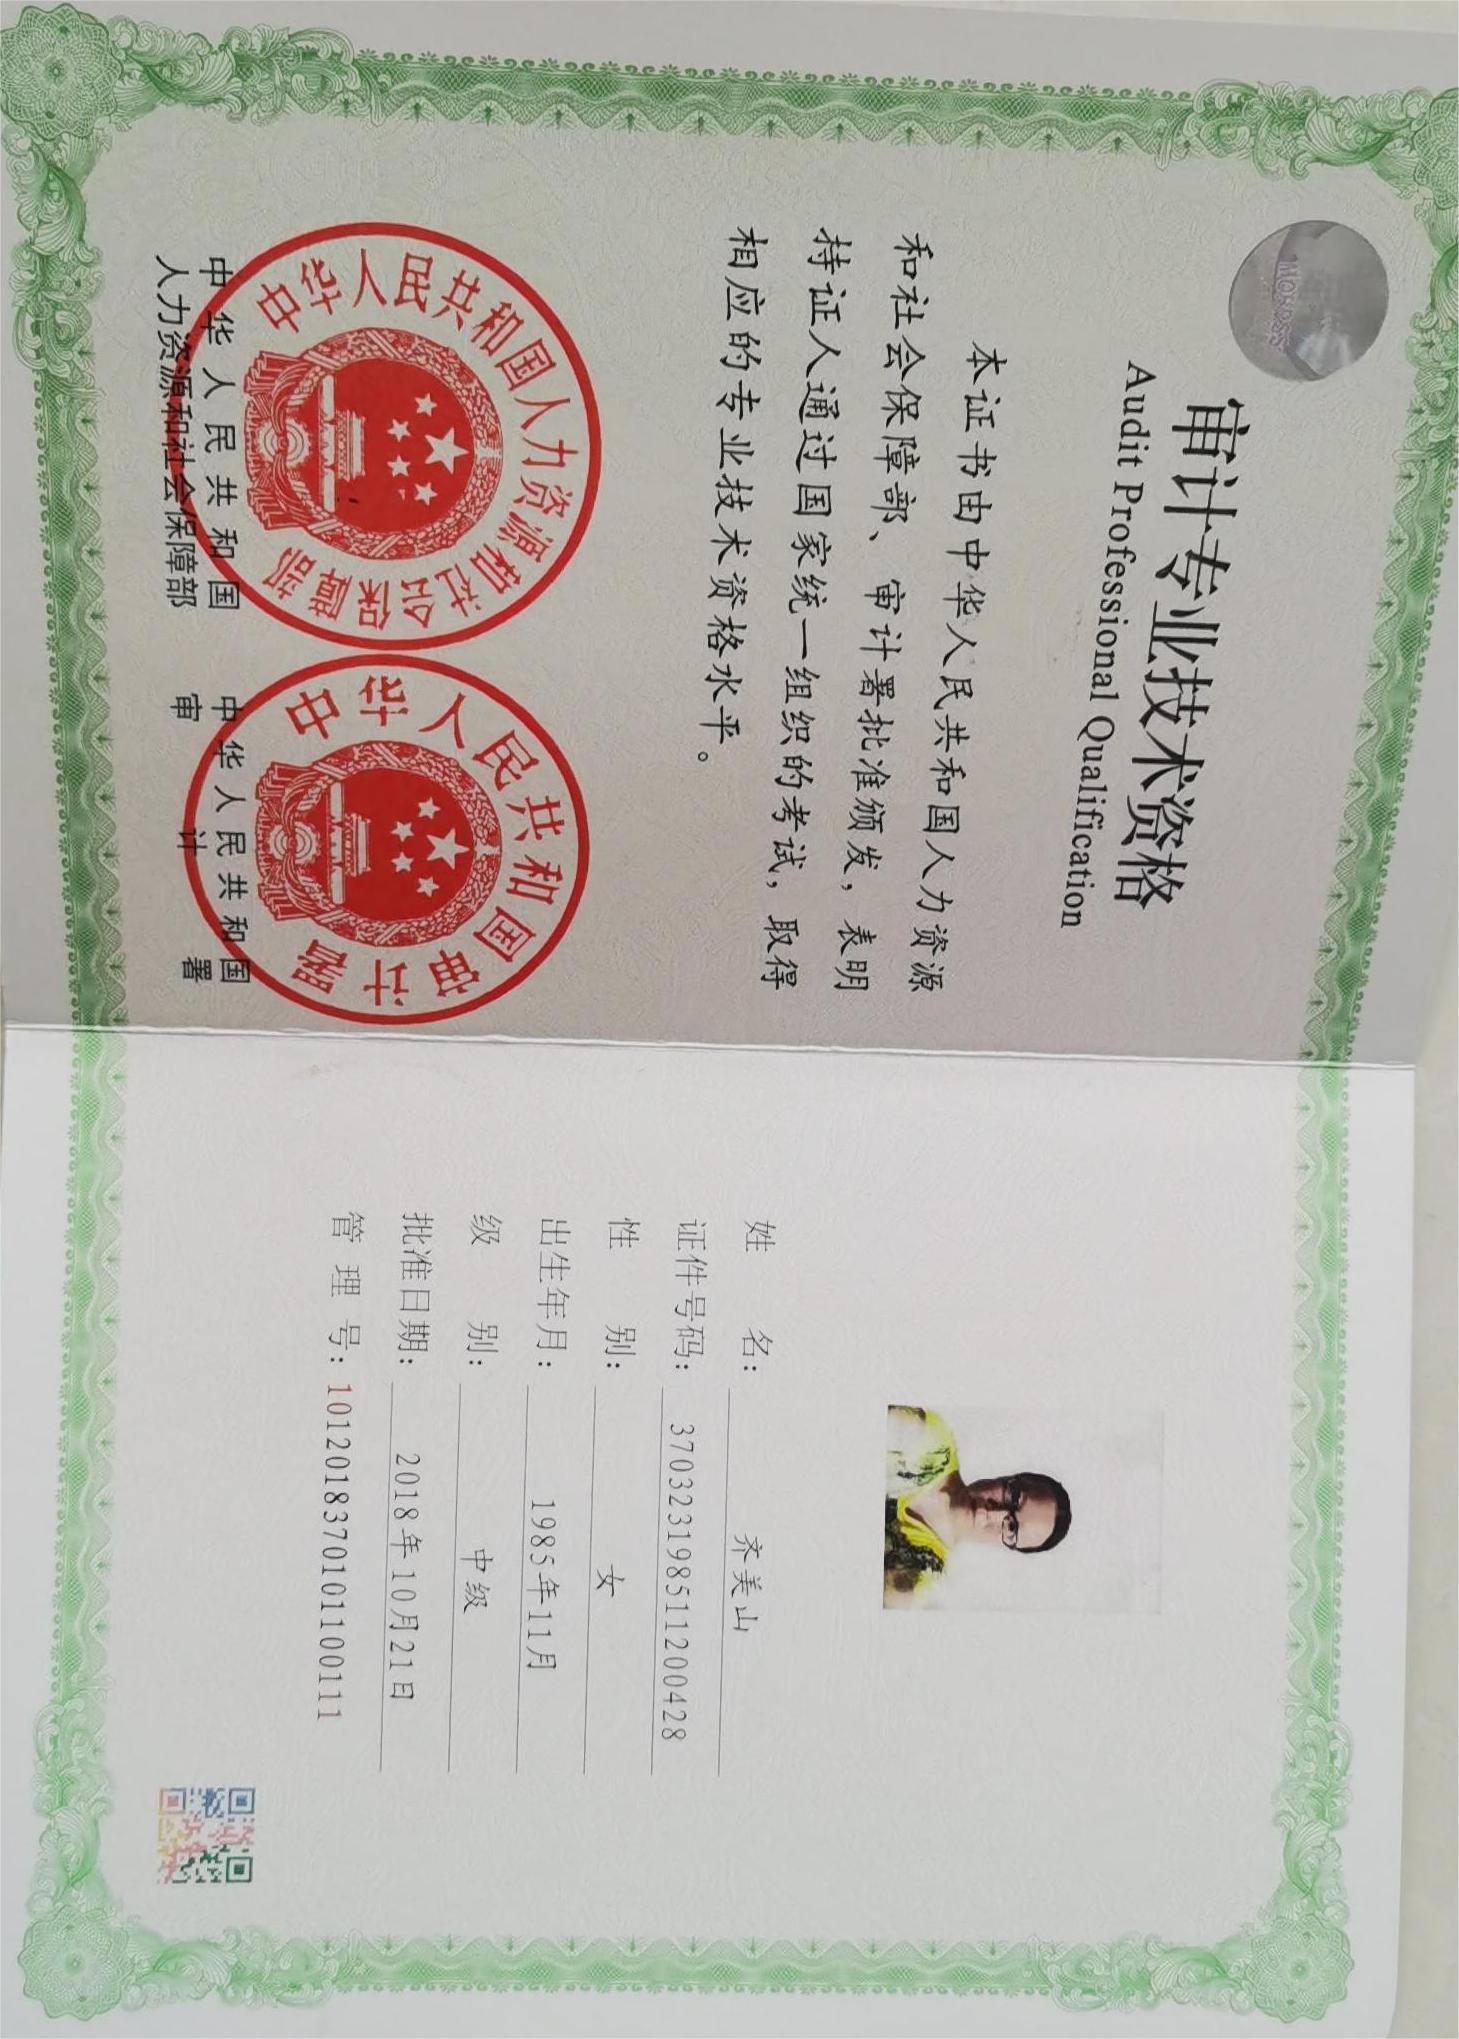 审计专业技术资格
Audit Professional Qualification
本证书由中华人民共和国人力资源
和社会保障部、审计署批准颁发，表明
持证人通过国家统一组织的考试，取得
相应的专业技术资格水平。
中华人民共和国人力资源和社会保障部
中华人民共和国
人力资源和社会保障部
中华人民共和国审计署
中华人民共和国
审计署
姓名：齐美山
证件号码：370323198511200428
性别：女
出生年月：1985年11月
级别：中级
批准日期：2018年10月21日
管理号：10120183701011001​11